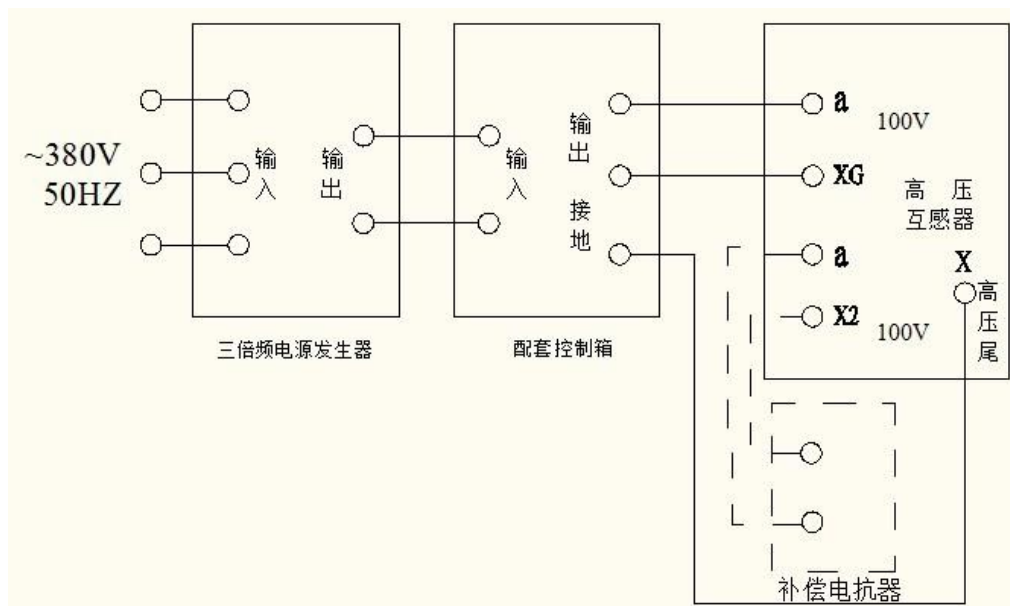 ~380V
50HZ
输入
输出
三倍频电源发生器
输入
输出
接地
配套控制箱
a
100V
XG
高 压
互感器
a
X
X2
100V
高压尾
补偿电抗器